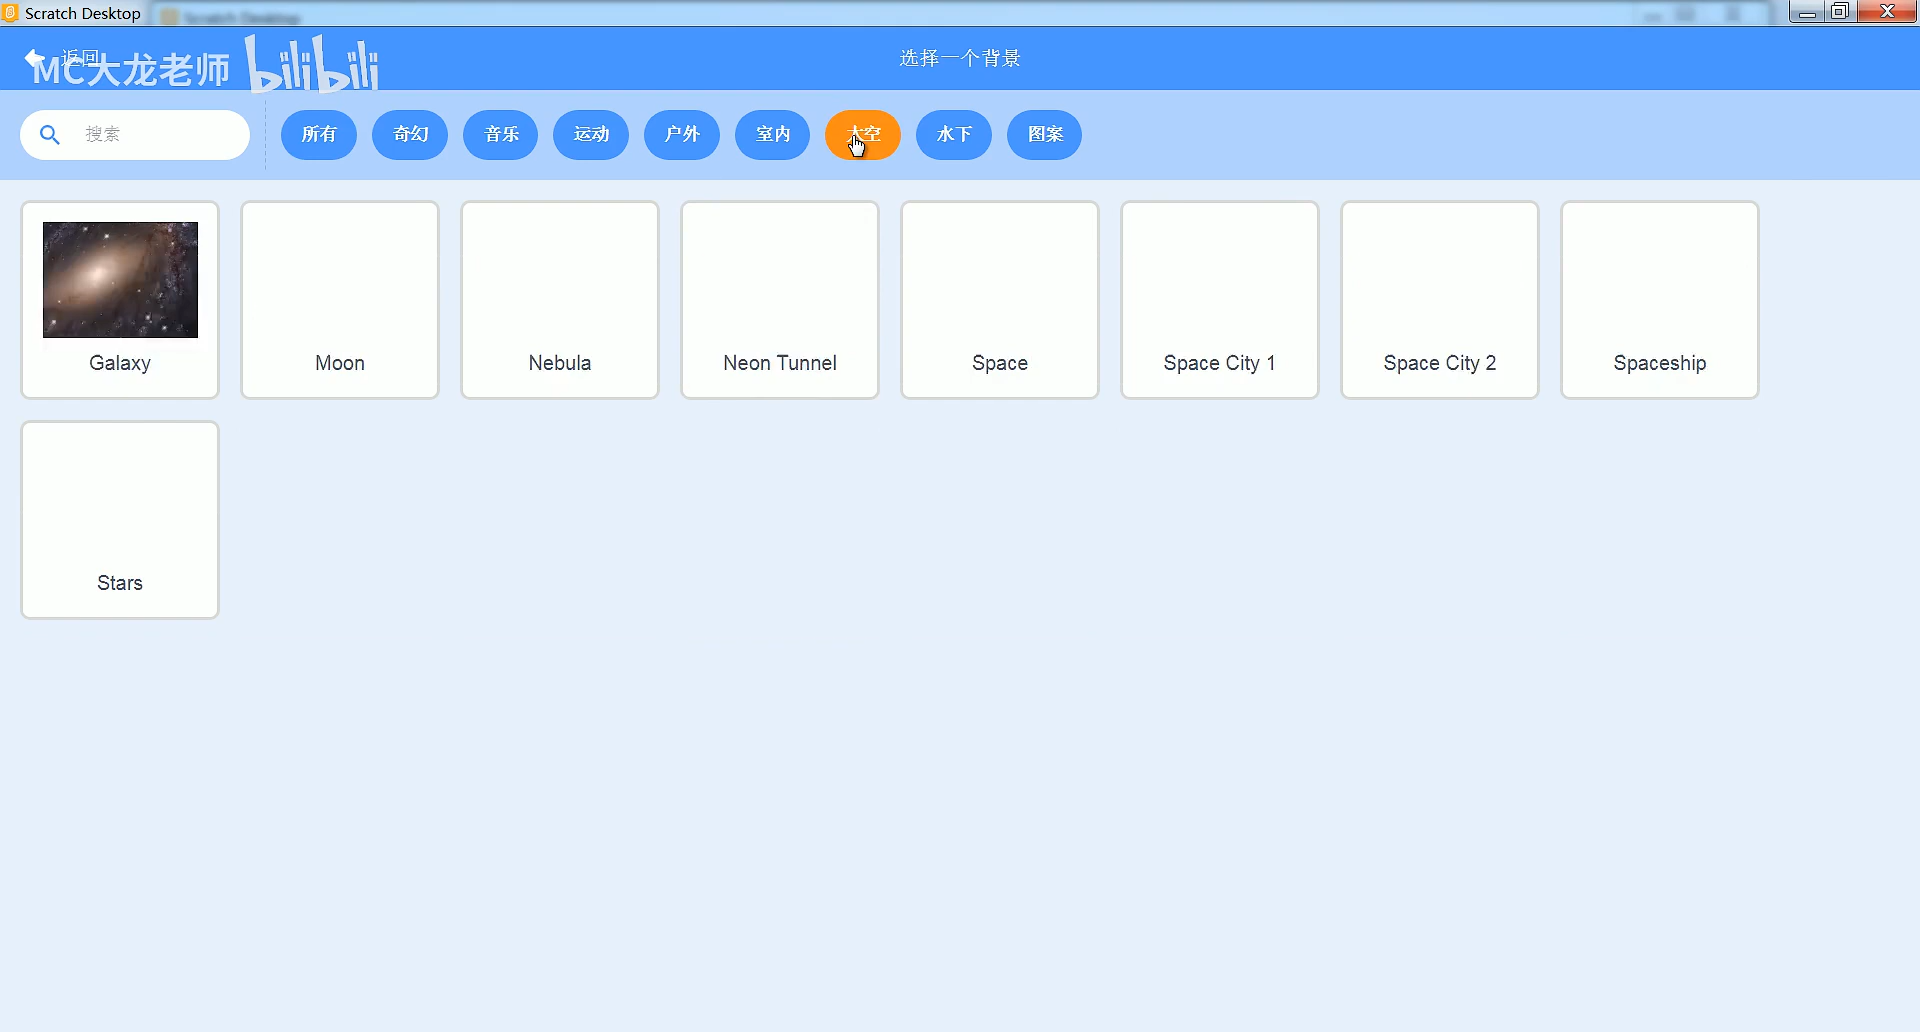 Scratch Desktop
返回
MC大龙老师 bilibili
选择一个背景
搜索
所有 奇幻 音乐 运动 户外 室内 太空 水下 图案
Galaxy Moon Nebula Neon Tunnel Space Space City 1 Space City 2 Spaceship
Stars